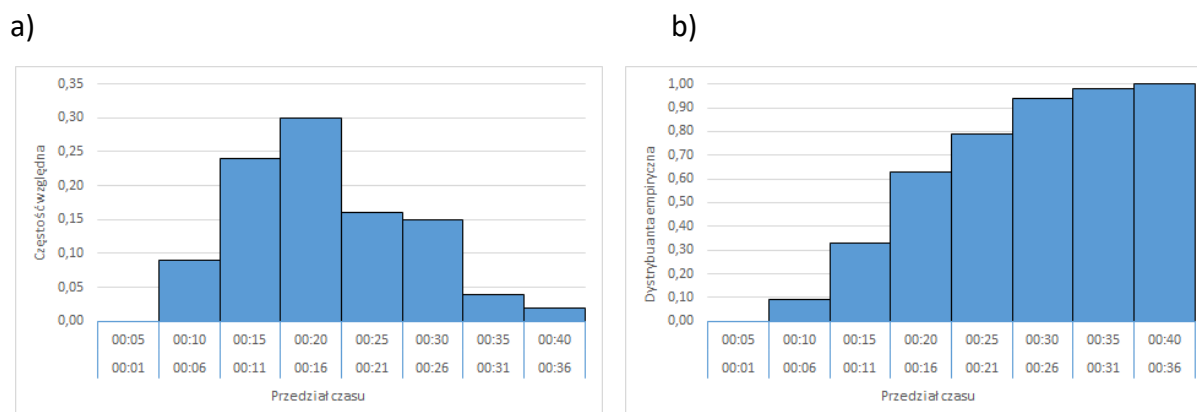 a)
b)
0,35
0,30
0,25
0,20
0,15
0,10
0,05
0,00
Częstość względna
00:05 00:10 00:15 00:20 00:25 00:30 00:35 00:40
00:01 00:06 00:11 00:16 00:21 00:26 00:31 00:36
Przedział czasu
1,00
0,90
0,80
0,70
0,60
0,50
0,40
0,30
0,20
0,10
0,00
Dystrybuanta empiryczna
00:05 00:10 00:15 00:20 00:25 00:30 00:35 00:40
00:01 00:06 00:11 00:16 00:21 00:26 00:31 00:36
Przedział czasu